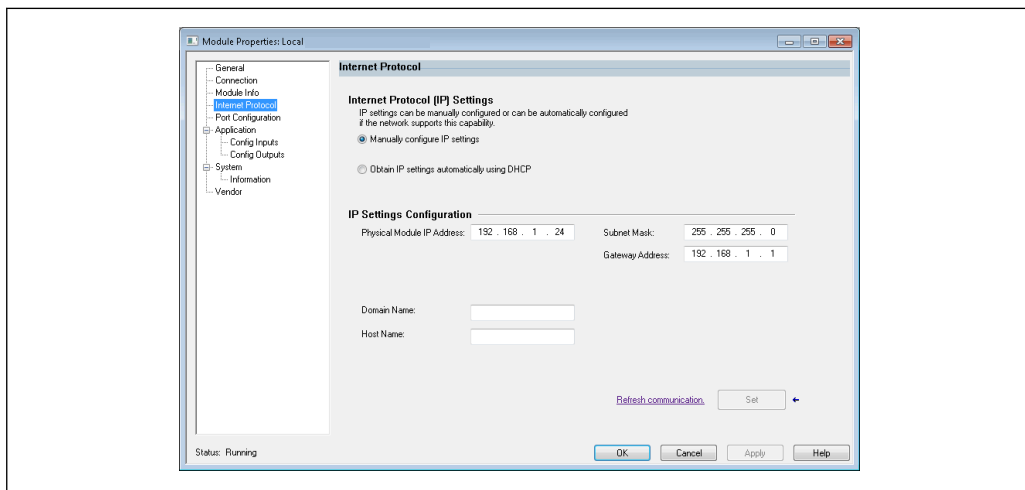 Module Properties: Local
General
Connection
Module Info
Internet Protocol
Port Configuration
Application
Config Inputs
Config Outputs
System
Information
Vendor
Internet Protocol
Internet Protocol (IP) Settings
IP settings can be manually configured or can be automatically configured
if the network supports this capability.
Manually configure IP settings
Obtain IP settings automatically using DHCP
IP Settings Configuration
Physical Module IP Address: 192 . 168 . 1 . 24
Subnet Mask: 255 . 255 . 255 . 0
Gateway Address: 192 . 168 . 1 . 1
Domain Name:
Host Name:
Refresh communication. Set
Status: Running
OK Cancel Apply Help